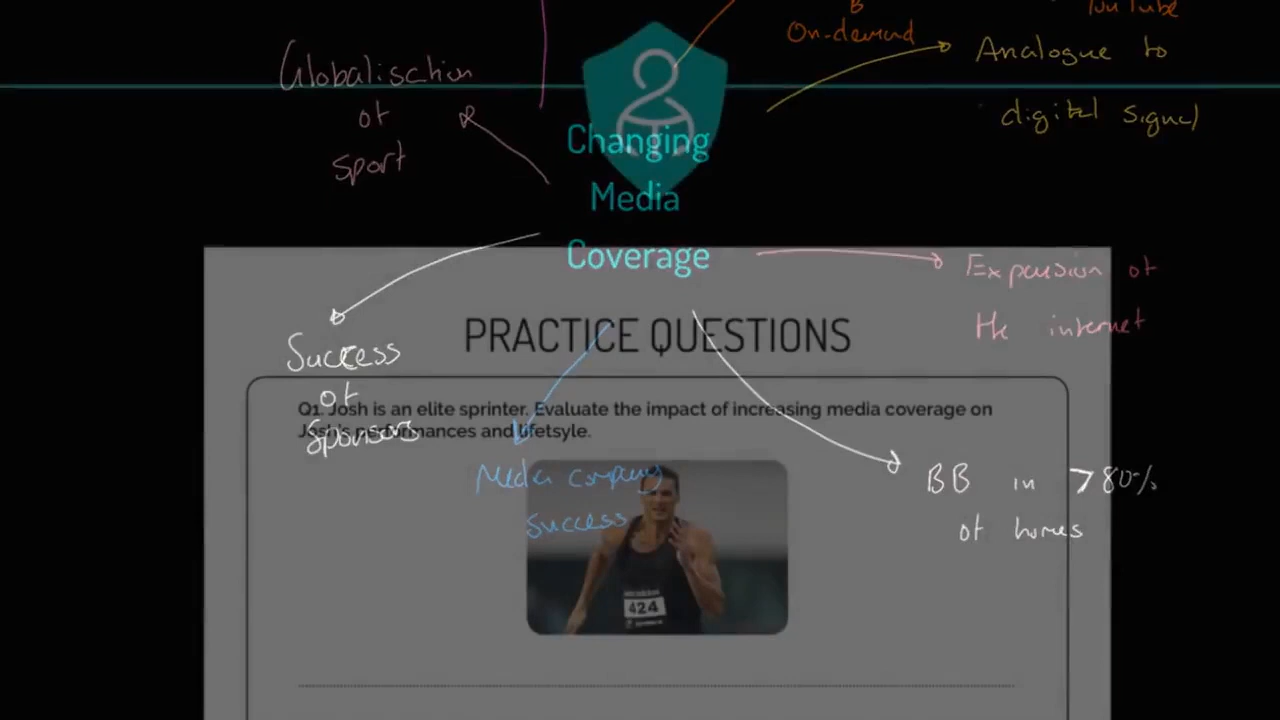 YouTube
B
On-demand
Analogue to
digital signal
Globalisation
of
sport
Changing
Media
Coverage
Expansion of
the internet
Success
of
Sponsors
PRACTICE QUESTIONS
Q1. Josh is an elite sprinter. Evaluate the impact of increasing media coverage on
Josh's performances and lifetsyle.
Media company
success
BB in >80%
of homes
424